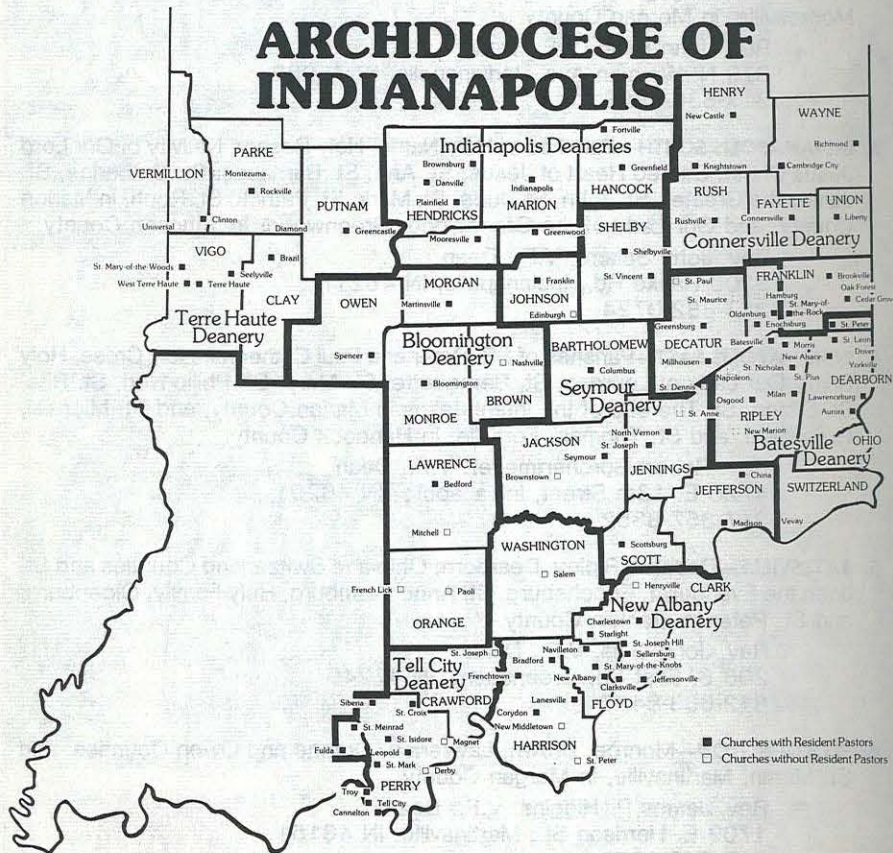 ARCHDIOCESE OF
INDIANAPOLIS
HENRY
New Castle
WAYNE
Richmond
Knightstown
Cambridge City
Fortville
Indianapolis Deaneries
Brownsburg
Danville
Indianapolis
Greenfield
Plainfield
HENDRICKS
MARION
HANCOCK
PARKE
Montezuma
VERMILLION
Rockville
PUTNAM
Clinton
Universal
Diamond
Greencastle
RUSH
Rushville
FAYETTE
Connersville
UNION
Liberty
Connersville Deanery
SHELBY
Shelbyville
Mooresville
Greenwood
VIGO
Brazil
St. Mary-of-the-Woods
Seelyville
West Terre Haute
Terre Haute
CLAY
Terre Haute
Deanery
OWEN
Spencer
MORGAN
Martinsville
Franklin
JOHNSON
Edinburgh
St. Vincent
St. Paul
St. Maurice
FRANKLIN
Brookville
Oak Forest
Hamburg
Cedar Grove
St. Mary-of-
the-Rock
Oldenburg
Enochsburg
St. Peter
Greensburg
DECATUR
Batesville
Morris
St. Leon
New Alsace
Dover
Millhousen
St. Nicholas
Yorkville
St. Pius
DEARBORN
St. Dennis
Napoleon
Milan
Lawrenceburg
Osgood
Aurora
St. Anne
RIPLEY
New Marion
OHIO
Batesville
Deanery
Bloomington
Deanery
Nashville
Bloomington
BROWN
MONROE
BARTHOLOMEW
Columbus
Seymour
Deanery
North Vernon
JACKSON
St. Joseph
Seymour
Brownstown
JENNINGS
LAWRENCE
Bedford
Mitchell
China
JEFFERSON
SWITZERLAND
Madison
Vevay
WASHINGTON
Salem
Scottsburg
SCOTT
French Lick
Paoli
ORANGE
Henryville
CLARK
New Albany
Deanery
Charlestown
Starlight
St. Joseph Hill
Navilleton
Sellersburg
St. Joseph
Bradford
St. Mary-of-the-Knobs
Tell City
Deanery
Frenchtown
New Albany
Jeffersonville
Clarksville
CRAWFORD
Lanesville
FLOYD
Siberia
St. Croix
Corydon
St. Meinrad
New Middletown
St. Isidore
Magnet
HARRISON
Fulda
Leopold
St. Mark
Derby
St. Peter
PERRY
Troy
Tell City
Cannelton
■ Churches with Resident Pastors
□ Churches without Resident Pastors